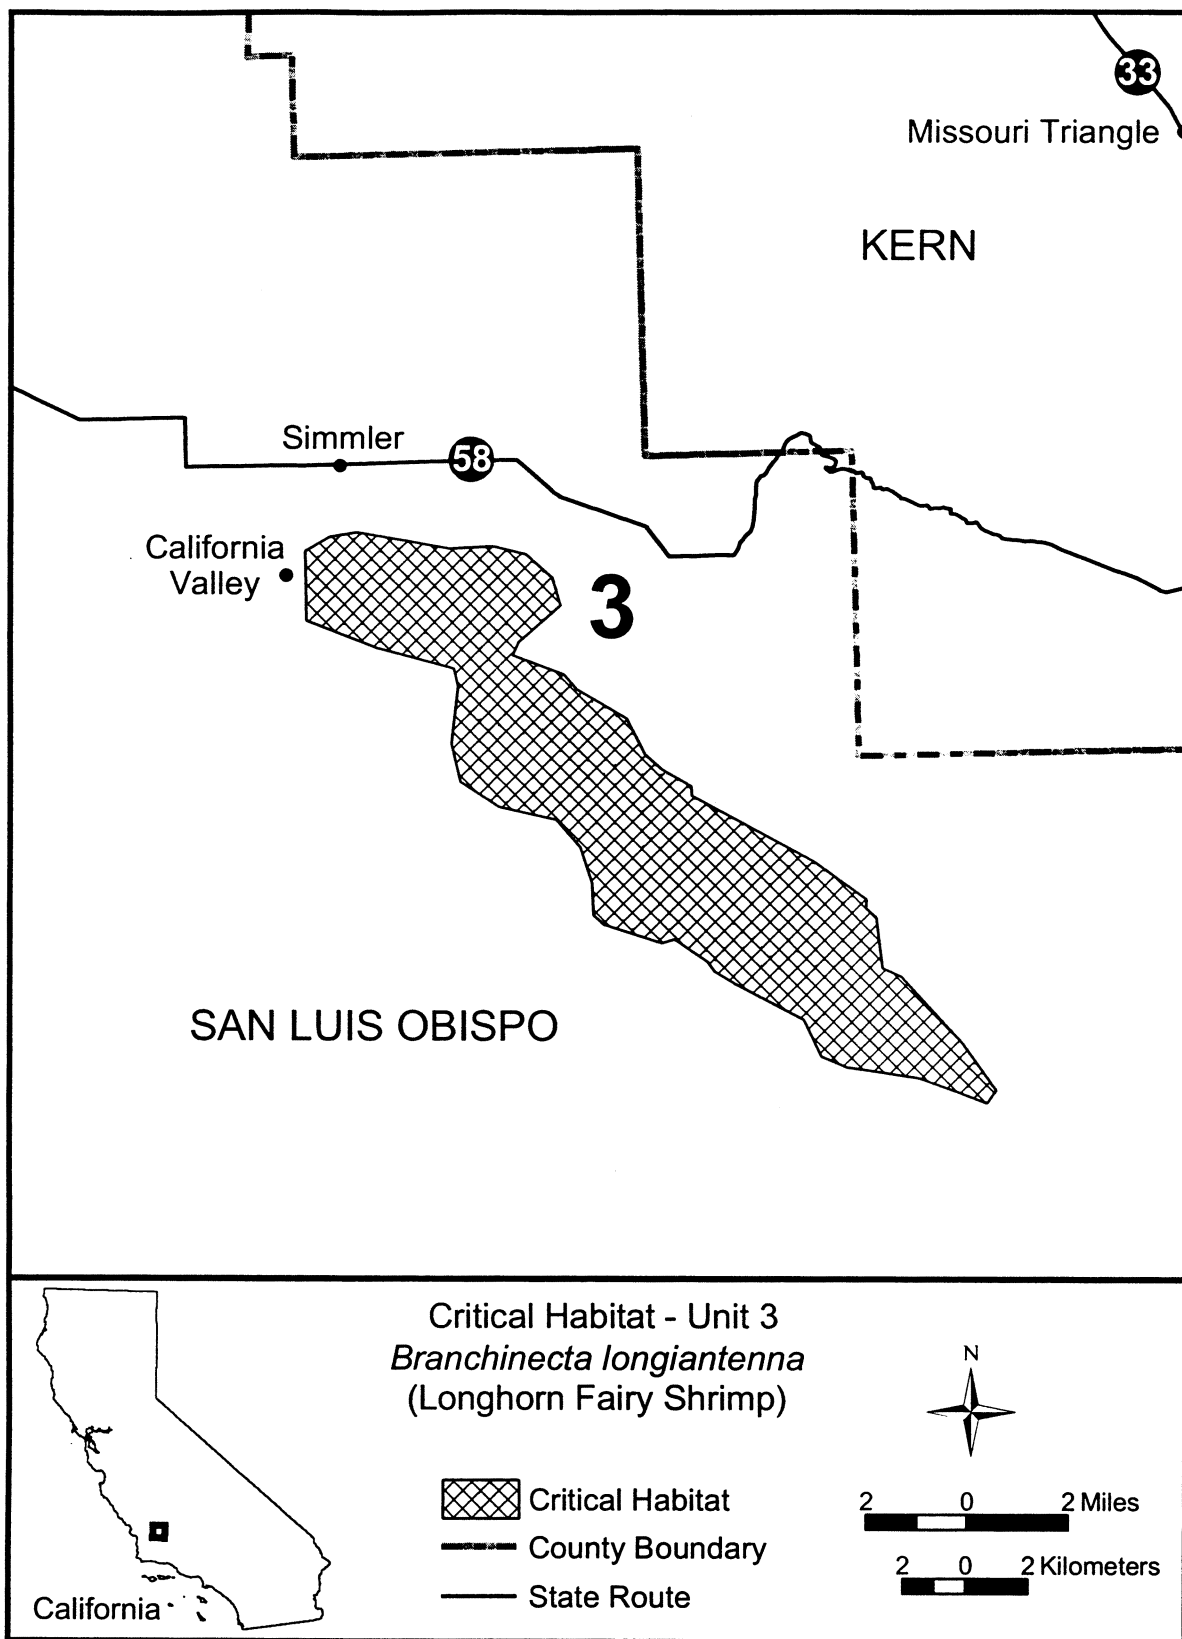 33
Missouri Triangle
KERN
Simmler
58
California
Valley
3
SAN LUIS OBISPO
Critical Habitat - Unit 3
Branchinecta longiantenna
(Longhorn Fairy Shrimp)
N
Critical Habitat
County Boundary
State Route
2 0 2 Miles
2 0 2 Kilometers
California